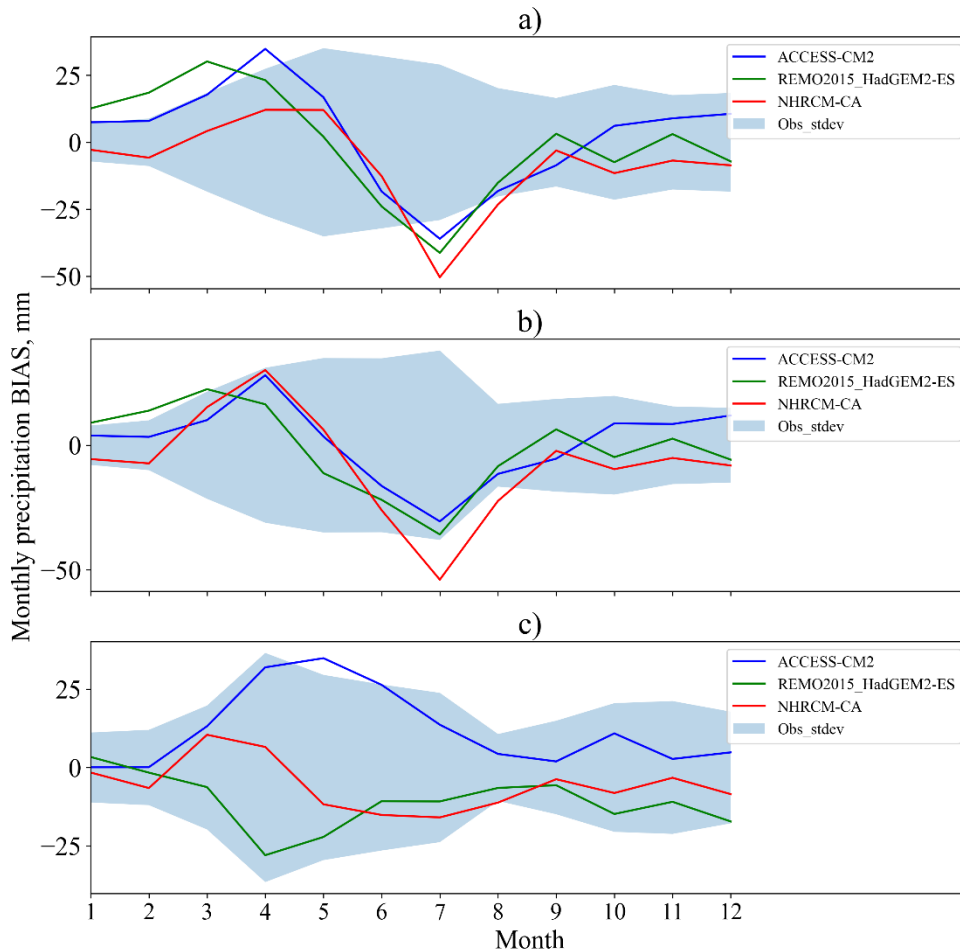 a)
25
0
−25
−50
ACCESS-CM2
REMO2015_HadGEM2-ES
NHRCM-CA
Obs_stdev
Monthly precipitation BIAS, mm
b)
0
−50
ACCESS-CM2
REMO2015_HadGEM2-ES
NHRCM-CA
Obs_stdev
c)
25
0
−25
ACCESS-CM2
REMO2015_HadGEM2-ES
NHRCM-CA
Obs_stdev
1 2 3 4 5 6 7 8 9 10 11 12
Month